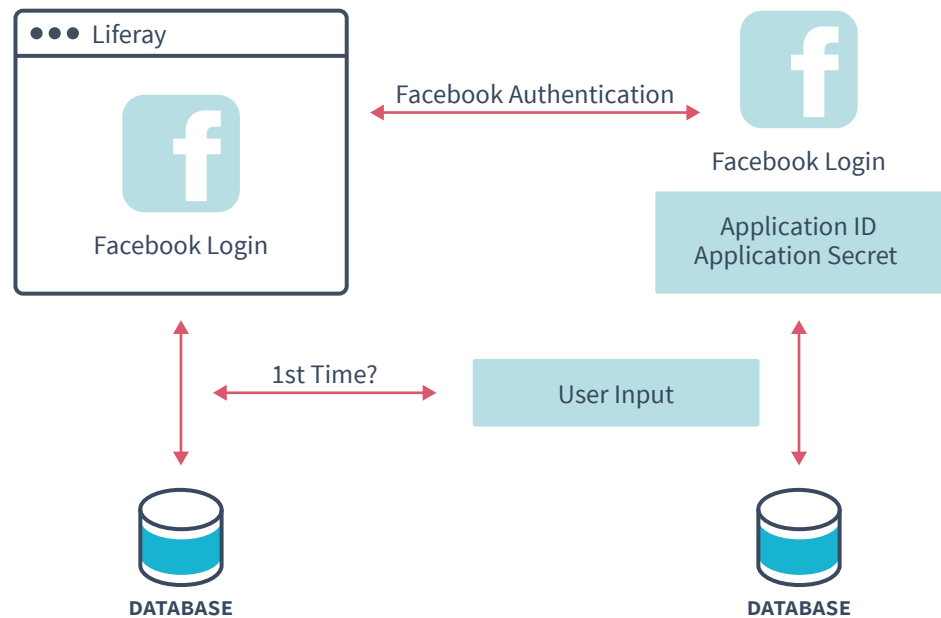 Liferay
Facebook Authentication
Facebook Login
Facebook Login
Application ID
Application Secret
1st Time?
User Input
DATABASE
DATABASE